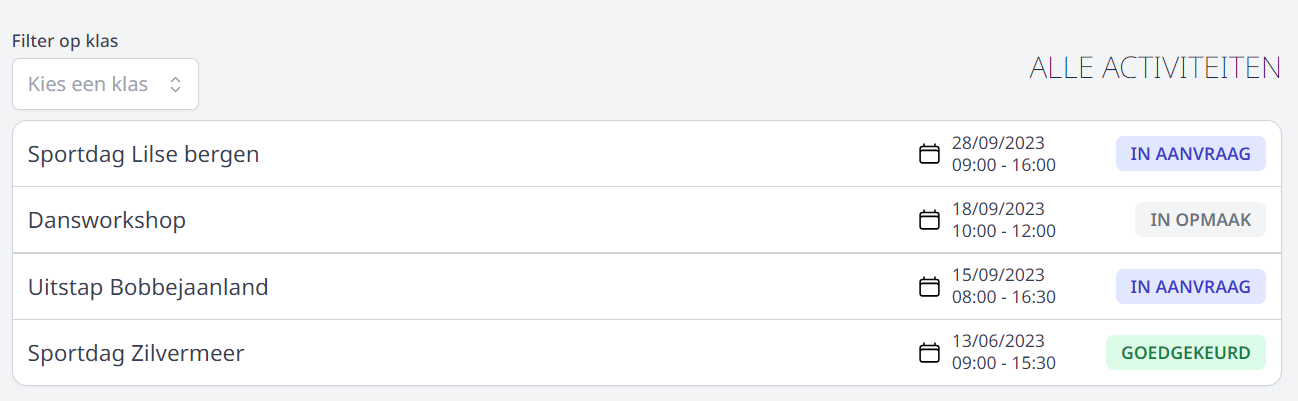 Filter op klas
Kies een klas
ALLE ACTIVITEITEN
Sportdag Lilse bergen
28/09/2023
09:00 - 16:00
IN AANVRAAG
Dansworkshop
18/09/2023
10:00 - 12:00
IN OPMAAK
Uitstap Bobbejaanland
15/09/2023
08:00 - 16:30
IN AANVRAAG
Sportdag Zilvermeer
13/06/2023
09:00 - 15:30
GOEDGEKEURD